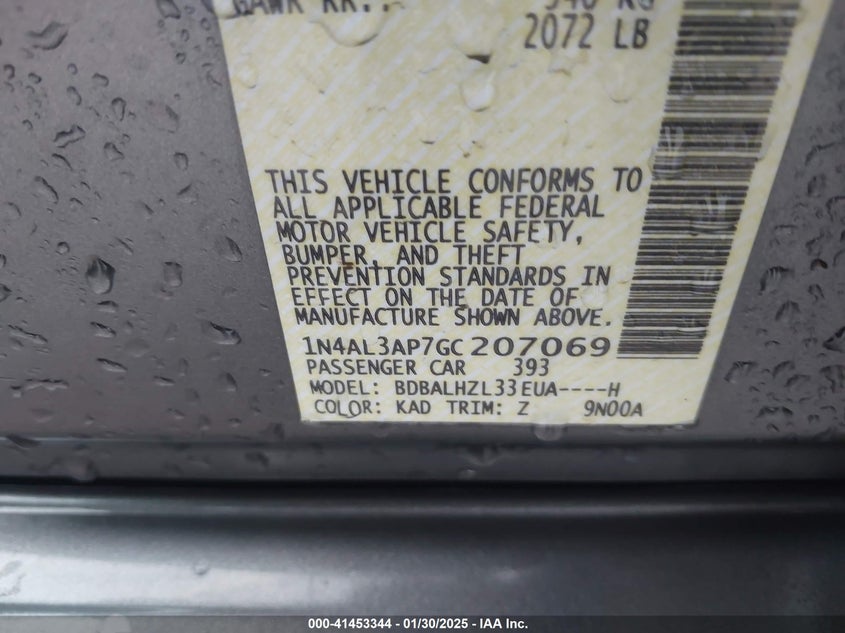 2072 LB
THIS VEHICLE CONFORMS TO
ALL APPLICABLE FEDERAL
MOTOR VEHICLE SAFETY,
BUMPER, AND THEFT
PREVENTION STANDARDS IN
EFFECT ON THE DATE OF
MANUFACTURE SHOWN ABOVE.
1N4AL3AP7GC207069
PASSENGER CAR 393
MODEL: BDBALHZL33EUA----H
COLOR: KAD TRIM: Z 9N00A
000-41453344 - 01/30/2025 - IAA Inc.